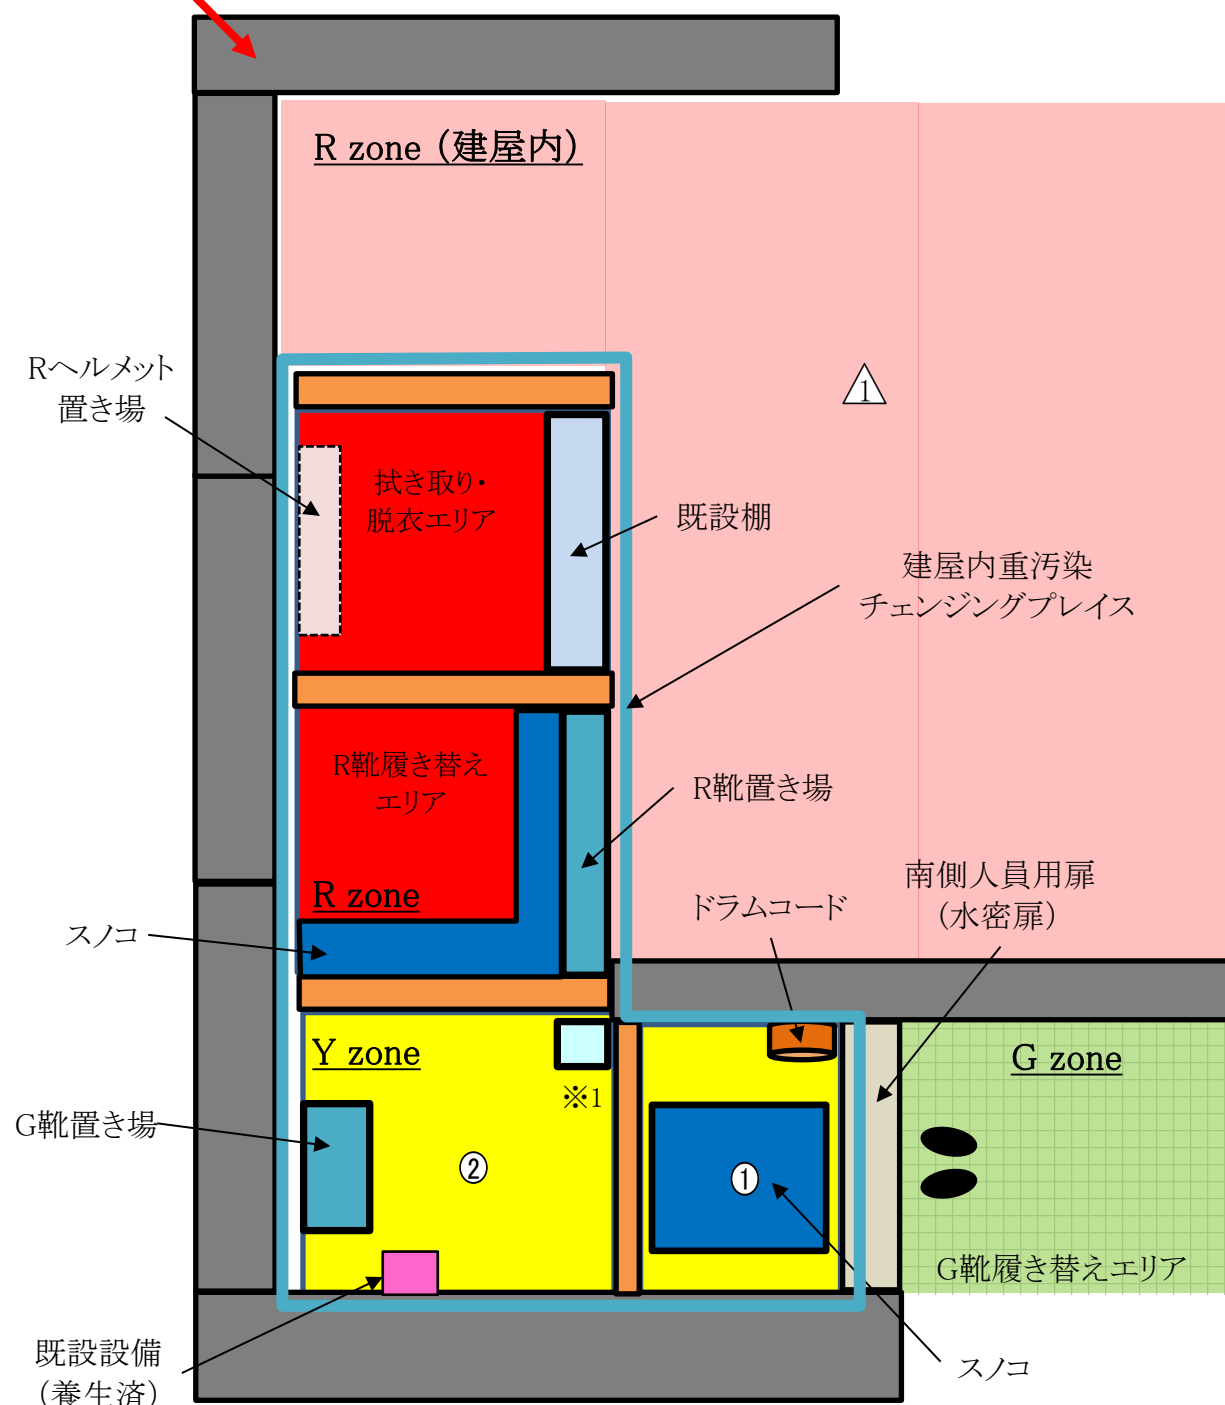 R zone（建屋内）
Rヘルメット
置き場
1
拭き取り・
脱衣エリア
既設棚
建屋内重汚染
チェンジングプレイス
R靴履き替え
エリア
R靴置き場
R zone
南側人員用扉
（水密扉）
ドラムコード
スノコ
Y zone
G zone
※1
G靴置き場
②
①
G靴履き替えエリア
既設設備
（養生済）
スノコ